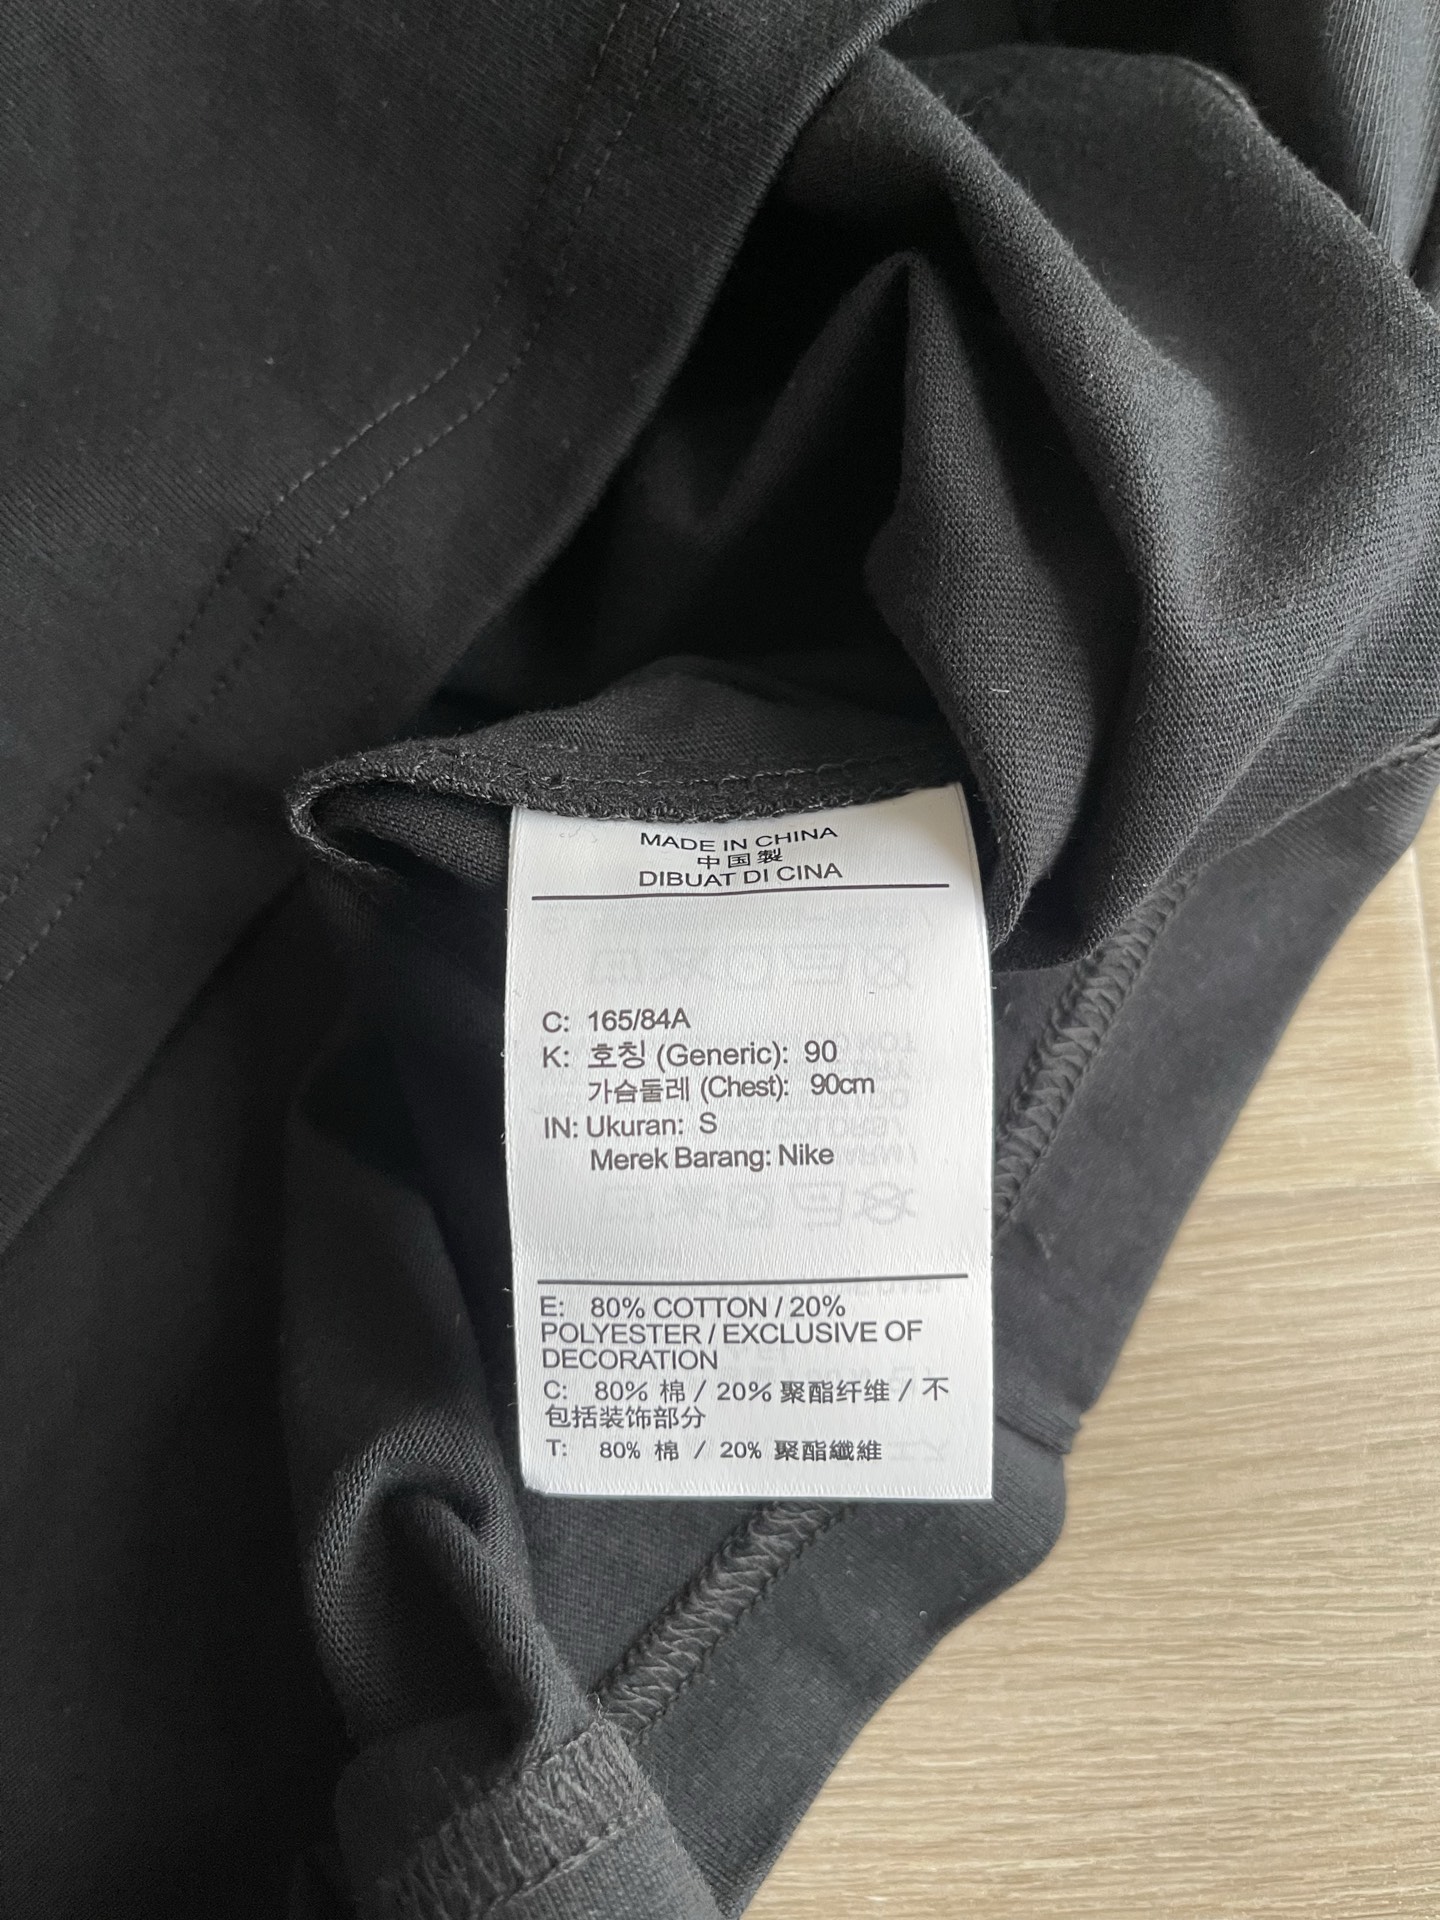 MADE IN CHINA
中国製
DIBUAT DI CINA
C: 165/84A
K: 호칭 (Generic): 90
가슴둘레 (Chest): 90cm
IN: Ukuran: S
Merek Barang: Nike
E: 80% COTTON / 20%
POLYESTER / EXCLUSIVE OF
DECORATION
C: 80% 棉 / 20% 聚酯纤维 / 不
包括装饰部分
T: 80% 棉 / 20% 聚酯纖維